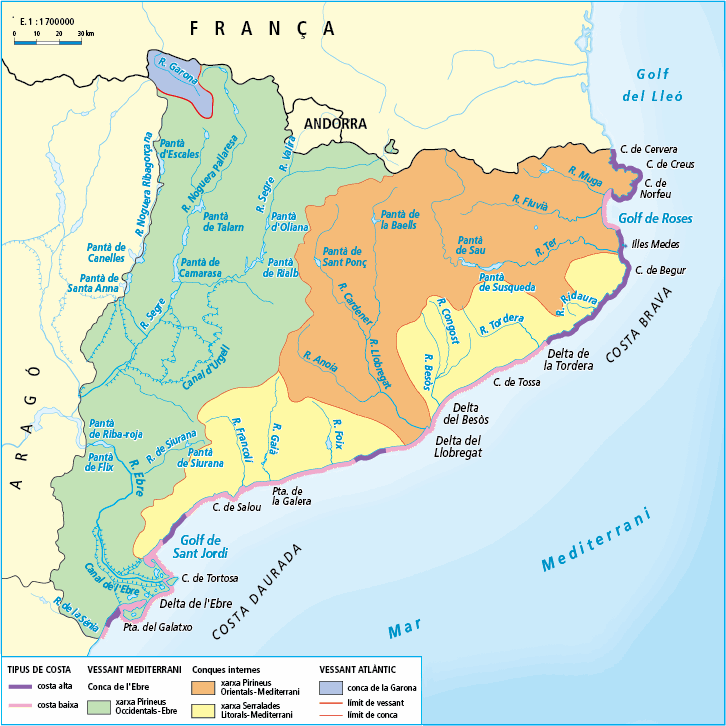 E. 1 : 1700000
0 10 20 30 km
FRANÇA
Golf
del Lleó
R. Garona
ANDORRA
C. de Cervera
C. de Creus
C. de
Norfeu
Pantà
d'Escales
R. Noguera Ribagorçana
R. Noguera Pallaresa
R. Valira
R. Segre
R. Muga
R. Fluvià
Golf de Roses
Pantà
de Talarn
Pantà
d'Oliana
Pantà de
la Baells
Pantà
de Sau
R. Ter
Illes Medes
Pantà de
Canelles
Pantà de
Camarasa
Pantà
de Rialb
Pantà de
Sant Ponç
Pantà de
Santa Anna
Pantà
de Susqueda
C. de Begur
R. Ridaura
R. Segre
R. Cardener
R. Congost
R. Tordera
COSTA BRAVA
Canal d'Urgell
R. Anoia
R. Llobregat
R. Besòs
Delta de
la Tordera
C. de Tossa
ARAGÓ
Delta
del Besòs
Delta del
Llobregat
Pantà
de Riba-roja
R. de Siurana
R. Francolí
R. Gaià
R. Foix
Pantà
de Flix
R. Ebre
Pantà
de Siurana
Pta. de
la Galera
C. de Salou
Golf de
Sant Jordi
Canal de l'Ebre
C. de Tortosa
COSTA DAURADA
Delta de l'Ebre
R. de la Sénia
Pta. del Galatxo
Mar Mediterrani
TIPUS DE COSTA
costa alta
costa baixa
VESSANT MEDITERRANI
Conca de l'Ebre
xarxa Pirineus
Occidentals-Ebre
Conques internes
xarxa Pirineus
Orientals-Mediterrani
xarxa Serralades
Litorals-Mediterrani
VESSANT ATLÀNTIC
conca de la Garona
límit de vessant
límit de conca